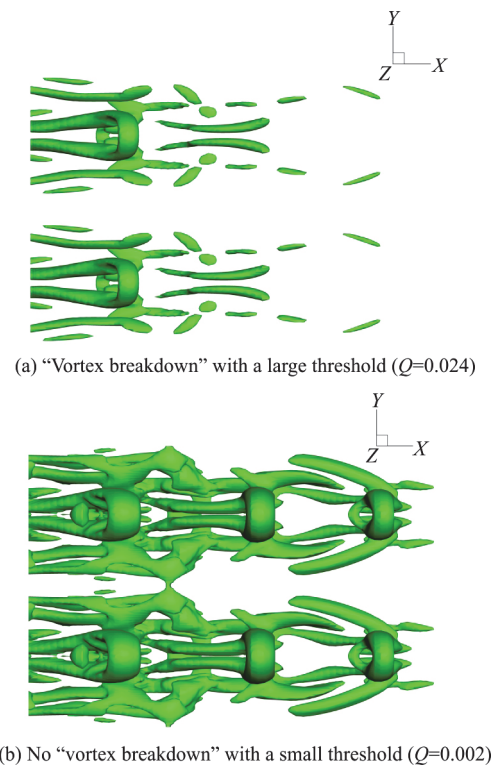 Y
Z
X
(a) “Vortex breakdown” with a large threshold (Q=0.024)
Y
Z
X
(b) No “vortex breakdown” with a small threshold (Q=0.002)